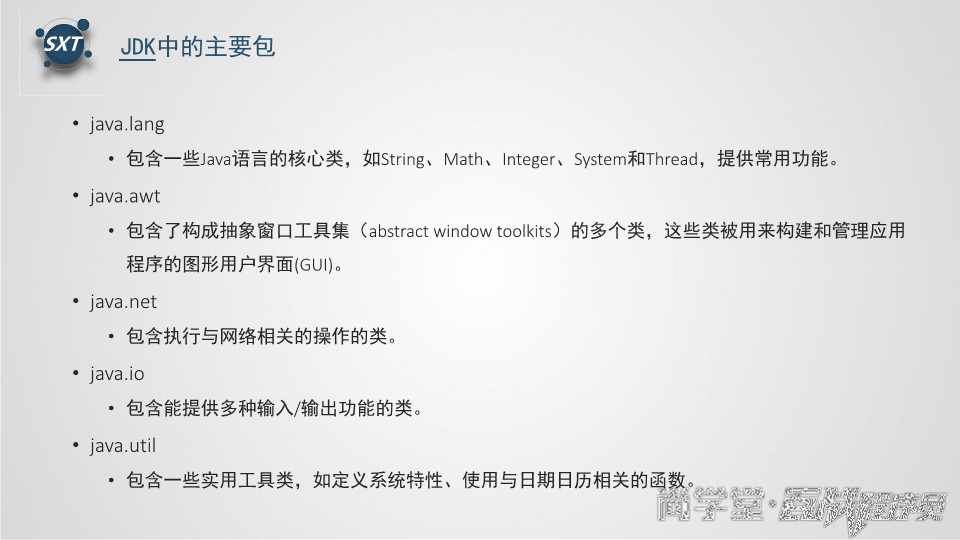 SXT
JDK中的主要包
• java.lang
• 包含一些Java语言的核心类，如String、Math、Integer、System和Thread，提供常用功能。
• java.awt
• 包含了构成抽象窗口工具集（abstract window toolkits）的多个类，这些类被用来构建和管理应用
程序的图形用户界面(GUI)。
• java.net
• 包含执行与网络相关的操作的类。
• java.io
• 包含能提供多种输入/输出功能的类。
• java.util
• 包含一些实用工具类，如定义系统特性、使用与日期日历相关的函数。
尚学堂·百战程序员